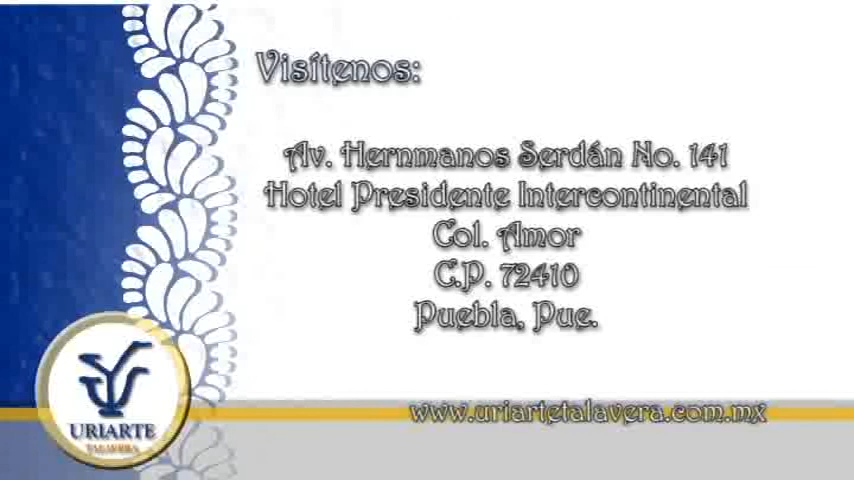 Visítenos:
Av. Hernmanos Serdán No. 141
Hotel Presidente Intercontinental
Col. Amor
C.P. 72410
Puebla, Pue.
www.uriartetalavera.com.mx
URIARTE
TALAVERA